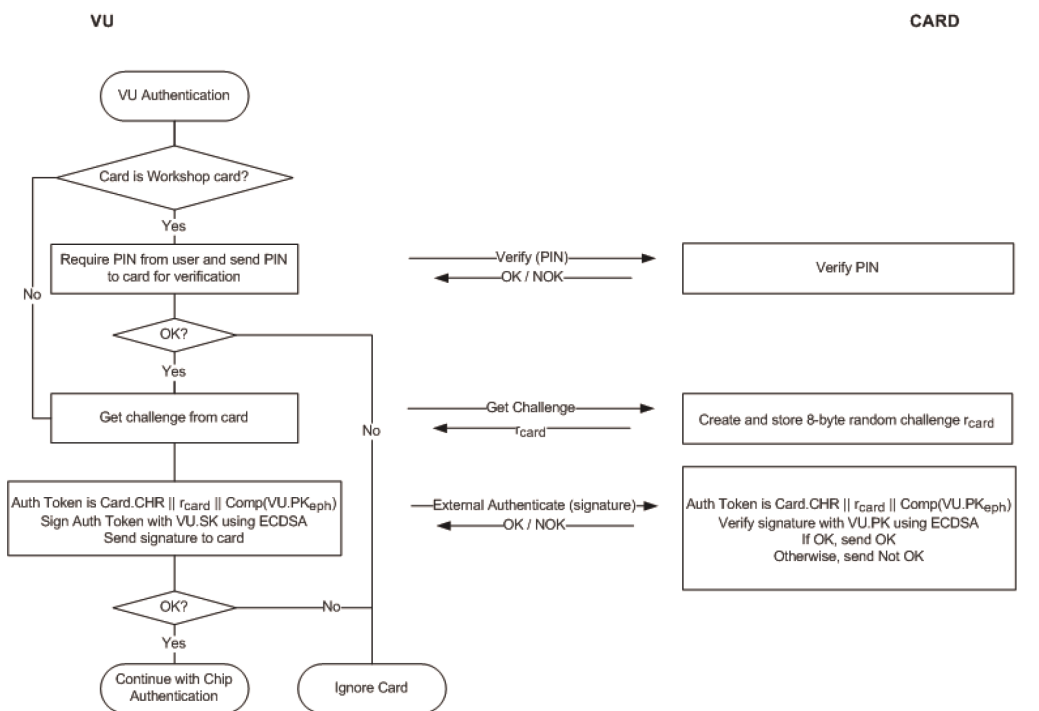 VU
CARD
VU Authentication
Card is Workshop card?
Yes
Require PIN from user and send PIN
to card for verification
Verify (PIN)
OK / NOK
Verify PIN
No
OK?
Yes
Get challenge from card
Get Challenge
rcard
Create and store 8-byte random challenge rcard
No
Auth Token is Card.CHR || rcard || Comp(VU.PKeph)
Sign Auth Token with VU.SK using ECDSA
Send signature to card
External Authenticate (signature)
OK / NOK
Auth Token is Card.CHR || rcard || Comp(VU.PKeph)
Verify signature with VU.PK using ECDSA
If OK, send OK
Otherwise, send Not OK
OK?
No
Yes
Continue with Chip
Authentication
Ignore Card